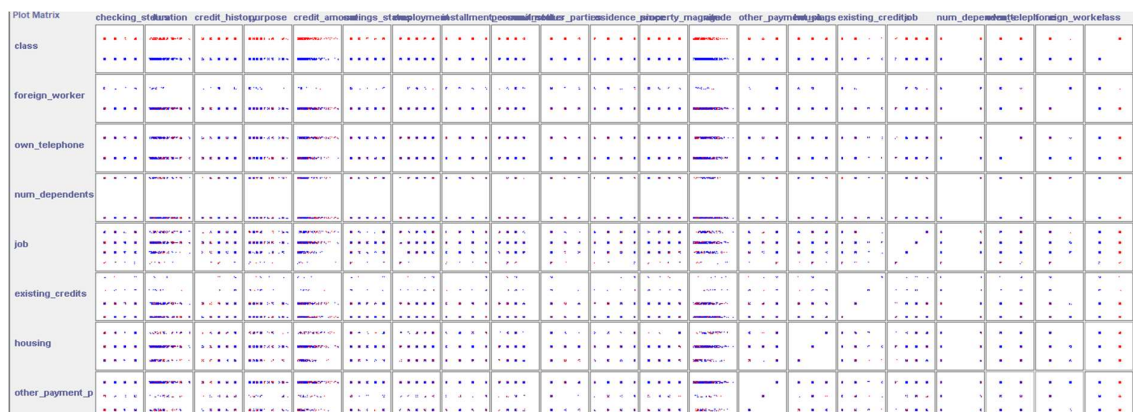 Plot Matrix
checking_status duration credit_history purpose credit_amount savings_status employment installment_commitment other_parties residence_since property_magnitude age other_payment_plans housing existing_credits job num_dependents own_telephone foreign_worker class
class
foreign_worker
own_telephone
num_dependents
job
existing_credits
housing
other_payment_p